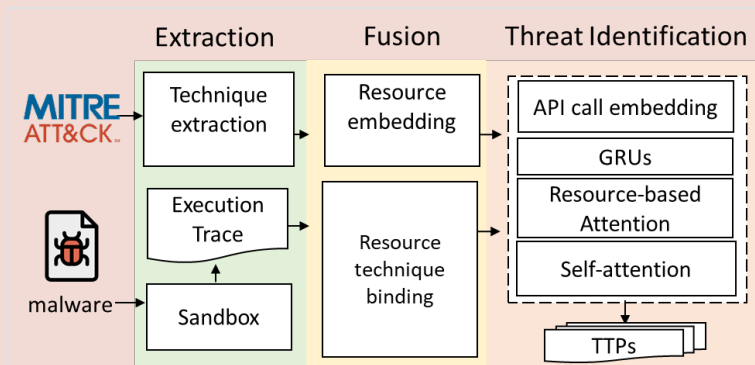 Extraction
Fusion
Threat Identification
MITRE
ATT&CK™
Technique
extraction
Resource
embedding
API call embedding
GRUs
Resource-based
Attention
Self-attention
Execution
Trace
Resource
technique
binding
malware
Sandbox
TTPs